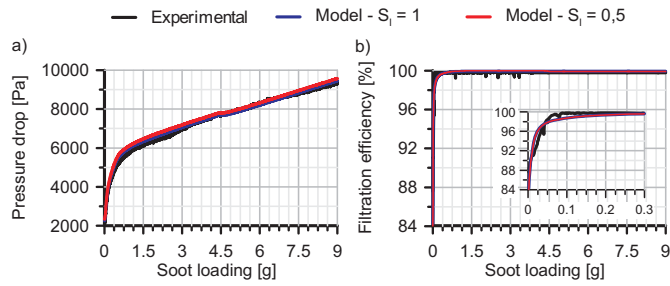 Experimental Model - S_l = 1 Model - S_l = 0,5
a)
Pressure drop [Pa]
10000
8000
6000
4000
2000
0 1.5 3 4.5 6 7.5 9
Soot loading [g]
b)
Filtration efficiency [%]
100
96
92
88
84
0 1.5 3 4.5 6 7.5 9
Soot loading [g]
100
96
92
88
84
0 0.1 0.2 0.3